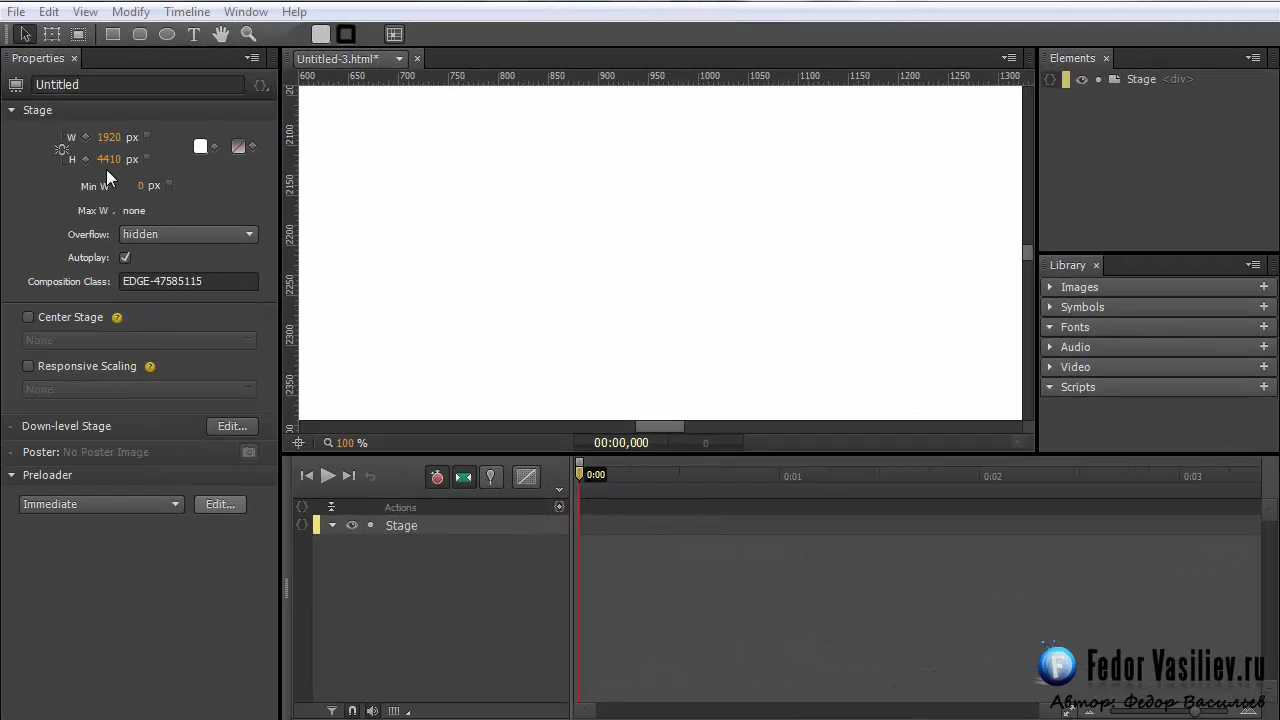 File Edit View Modify Timeline Window Help
Properties
Untitled
Stage
W 1920 px
H 4410 px
Min W 0 px
Max W none
Overflow: hidden
Autoplay:
Composition Class: EDGE-47585115
Center Stage
None
Responsive Scaling
None
Down-level Stage Edit...
Poster: No Poster Image
Preloader
Immediate Edit...
Untitled-3.html*
600 650 700 750 800 850 900 950 1000 1050 1100 1150 1200 1250 1300
2100
2150
2200
2250
2300
2350
100 %
00:00,000
0
0:00 0:01 0:02 0:03
Actions
Stage
Elements
Stage <div>
Library
Images
Symbols
Fonts
Audio
Video
Scripts
Fedor Vasiliev.ru
Автор: Федор Васильев